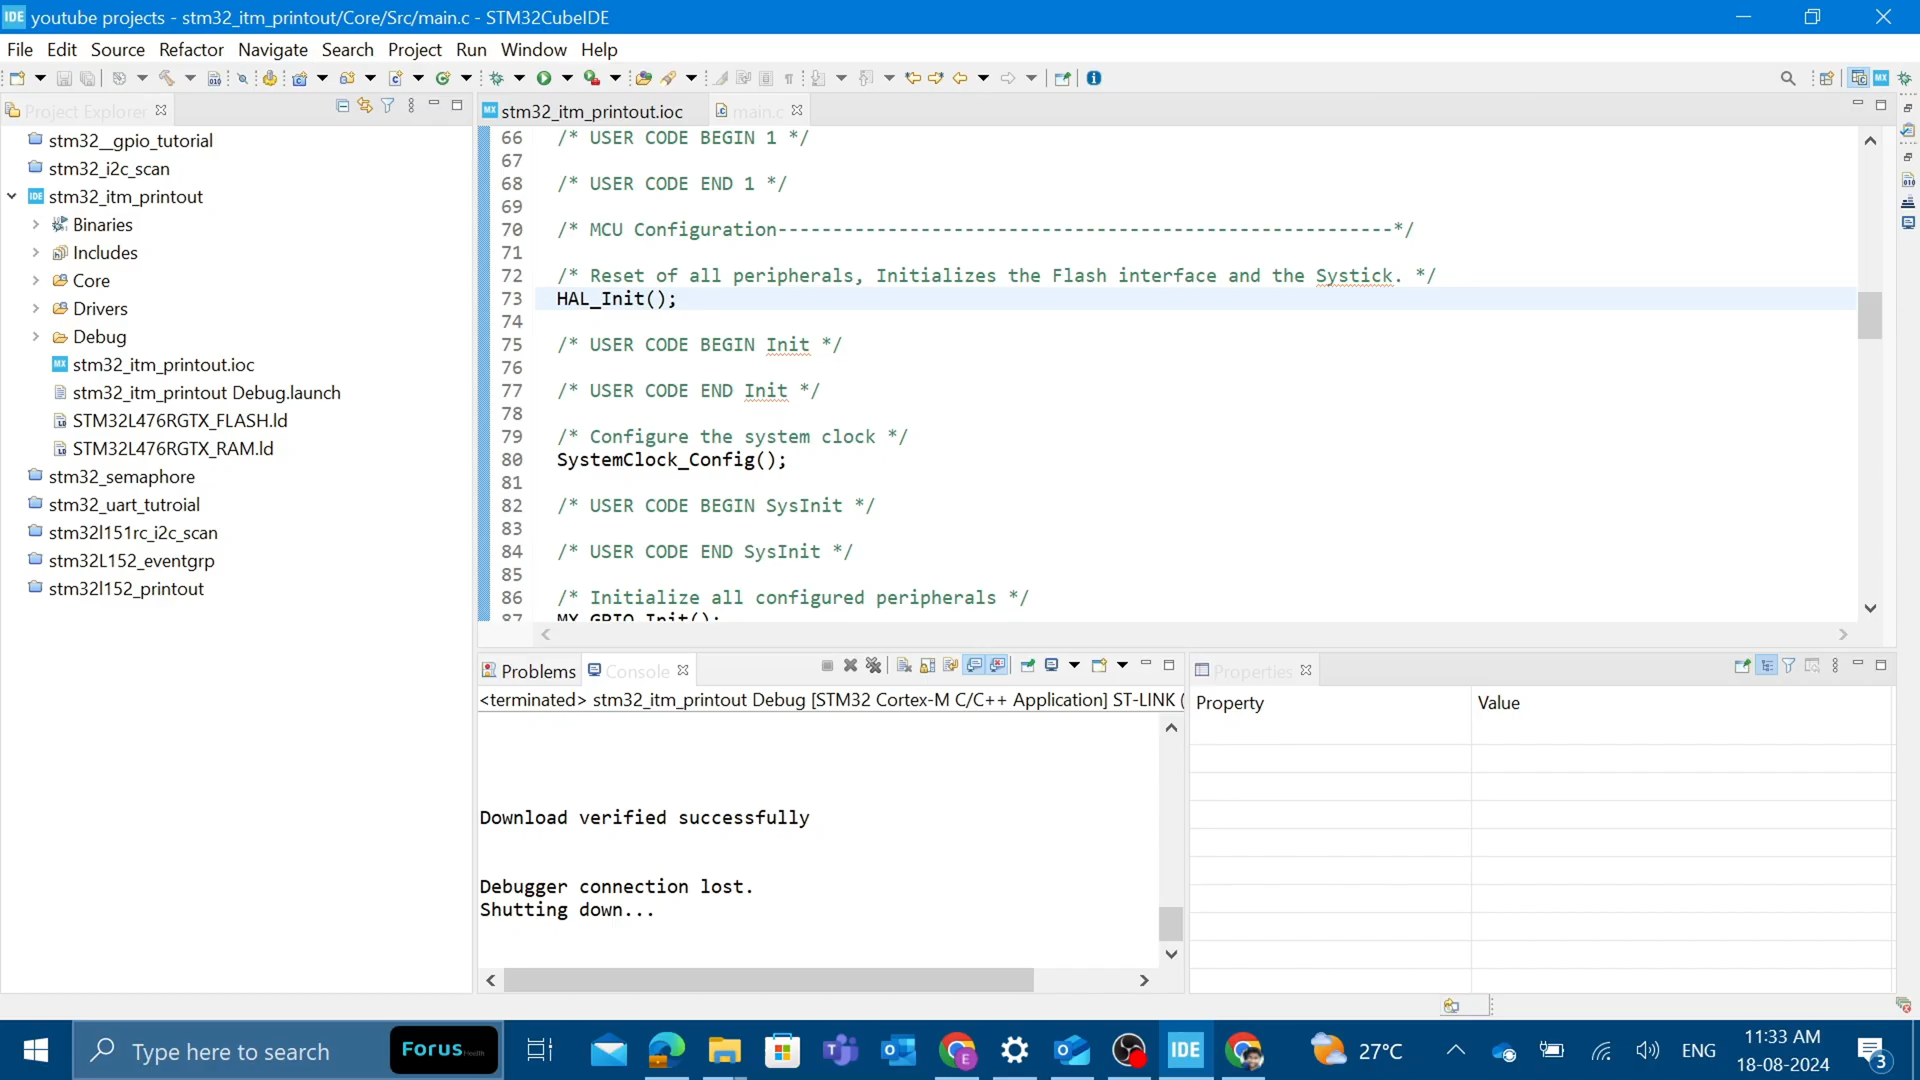 youtube projects - stm32_itm_printout/Core/Src/main.c - STM32CubeIDE
File Edit Source Refactor Navigate Search Project Run Window Help
Project Explorer
stm32__gpio_tutorial
stm32_i2c_scan
stm32_itm_printout
Binaries
Includes
Core
Drivers
Debug
stm32_itm_printout.ioc
stm32_itm_printout Debug.launch
STM32L476RGTX_FLASH.ld
STM32L476RGTX_RAM.ld
stm32_semaphore
stm32_uart_tutroial
stm32l151rc_i2c_scan
stm32L152_eventgrp
stm32l152_printout
stm32_itm_printout.ioc
main.c
66 /* USER CODE BEGIN 1 */
67
68 /* USER CODE END 1 */
69
70 /* MCU Configuration--------------------------------------------------------*/
71
72 /* Reset of all peripherals, Initializes the Flash interface and the Systick. */
73 HAL_Init();
74
75 /* USER CODE BEGIN Init */
76
77 /* USER CODE END Init */
78
79 /* Configure the system clock */
80 SystemClock_Config();
81
82 /* USER CODE BEGIN SysInit */
83
84 /* USER CODE END SysInit */
85
86 /* Initialize all configured peripherals */
87 MX_GPIO_Init();
Problems
Console
<terminated> stm32_itm_printout Debug [STM32 Cortex-M C/C++ Application] ST-LINK (
Download verified successfully
Debugger connection lost.
Shutting down...
Properties
Property Value
Type here to search
Forus Health
27°C
ENG
11:33 AM
18-08-2024
3